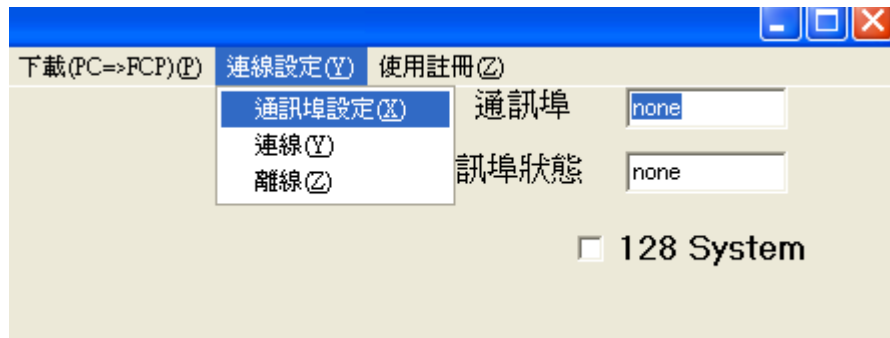 下載(PC=>FCP)(P) 連線設定(Y) 使用註冊(Z)
通訊埠設定(X) 通訊埠 none
連線(Y)
離線(Z) 訊埠狀態 none
128 System